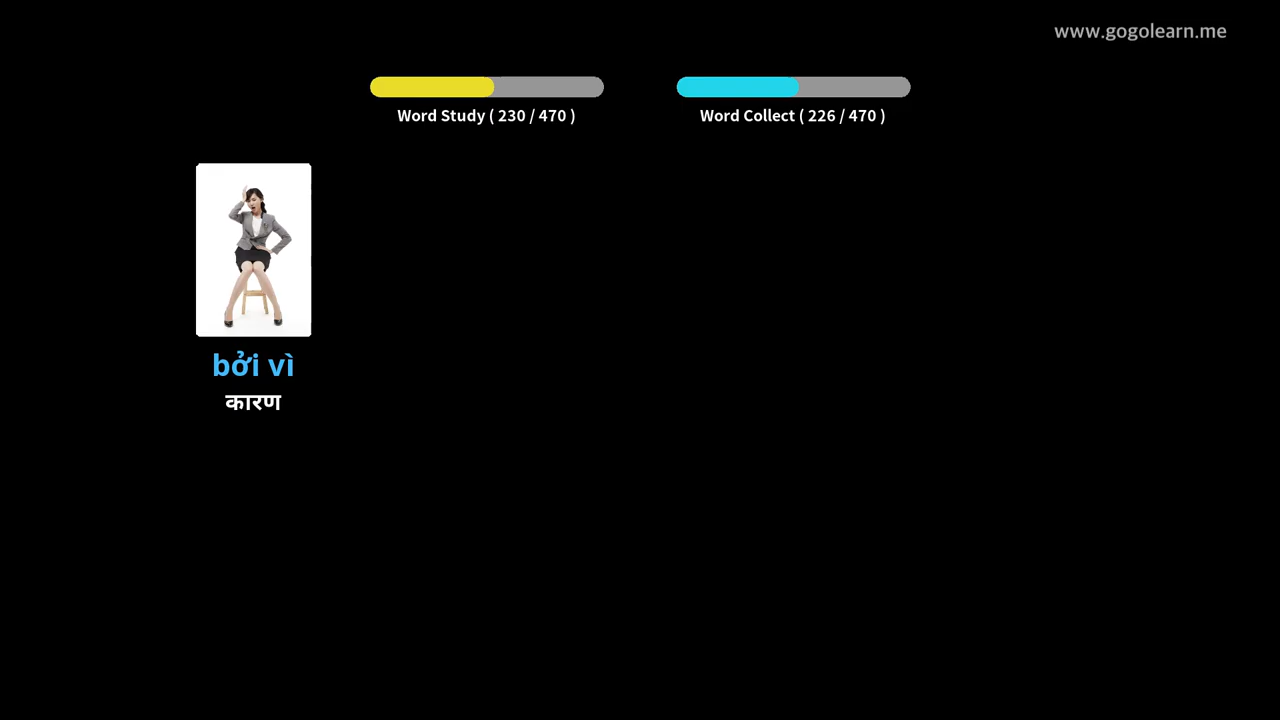 www.gogolearn.me
Word Study ( 230 / 470 )
Word Collect ( 226 / 470 )
bởi vì
कारण